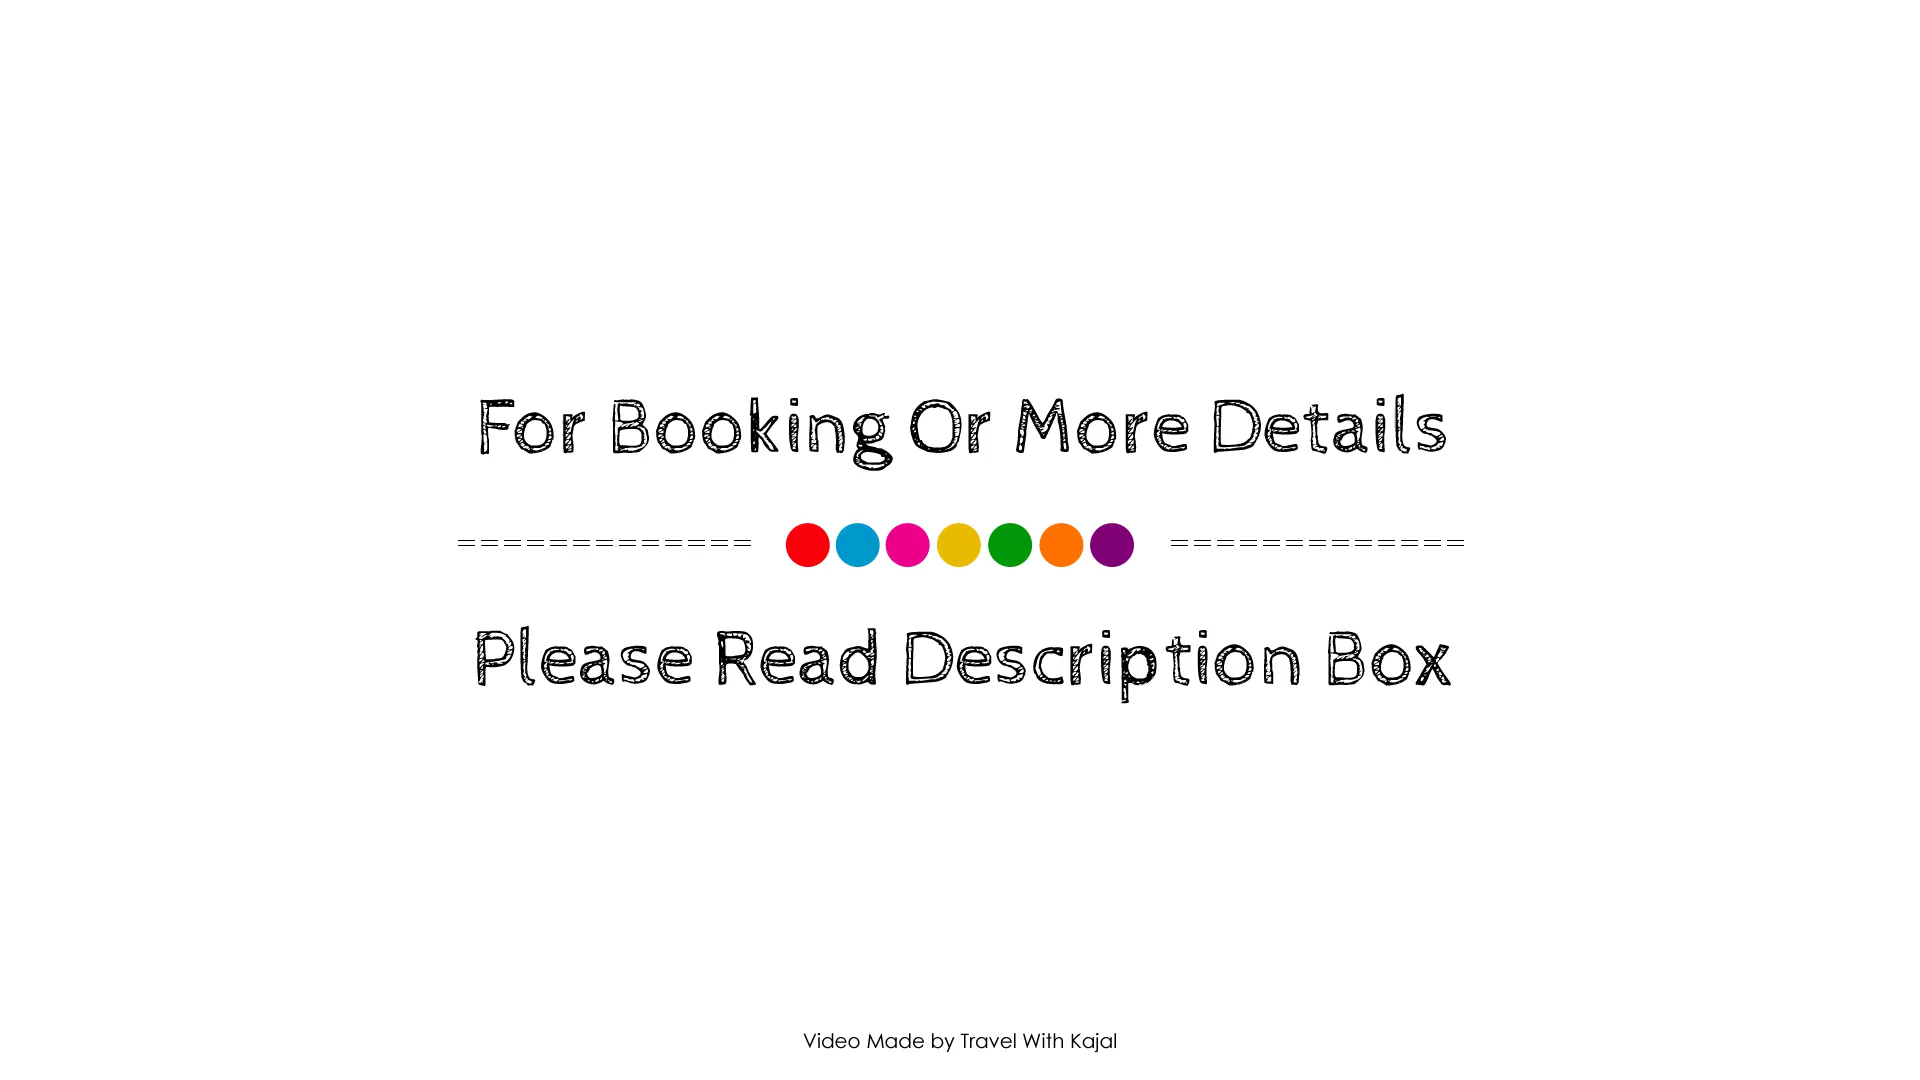 For Booking Or More Details
============= =============
Please Read Description Box
Video Made by Travel With Kajal